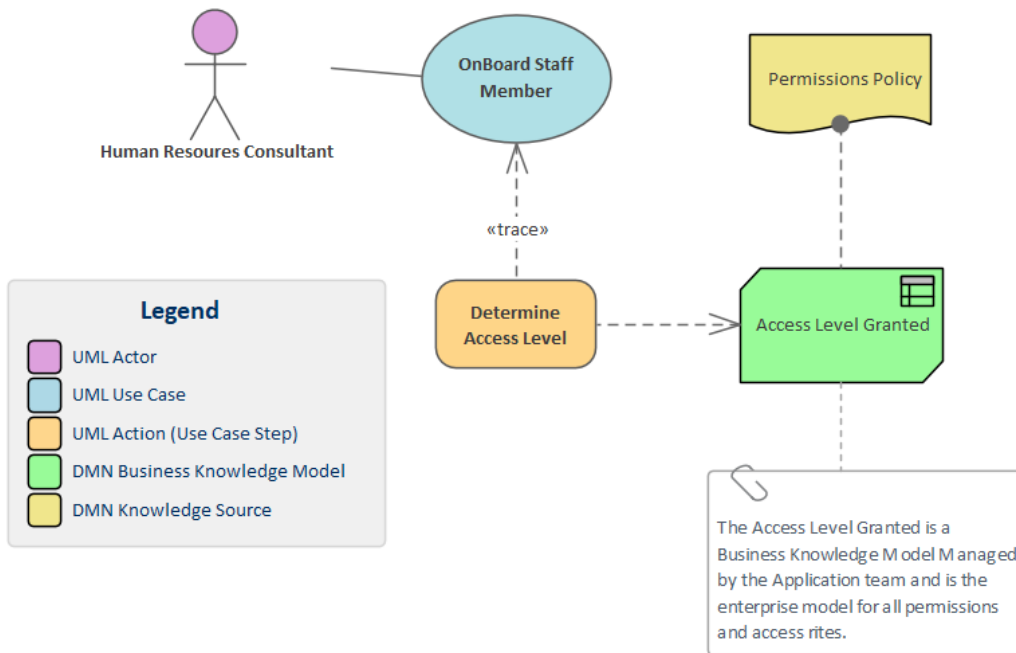 OnBoard Staff
Member
Permissions Policy
Human Resoures Consultant
«trace»
Legend
UML Actor
UML Use Case
UML Action (Use Case Step)
DMN Business Knowledge Model
DMN Knowledge Source
Determine
Access Level
Access Level Granted
The Access Level Granted is a
Business Knowledge Model Managed
by the Application team and is the
enterprise model for all permissions
and access rites.